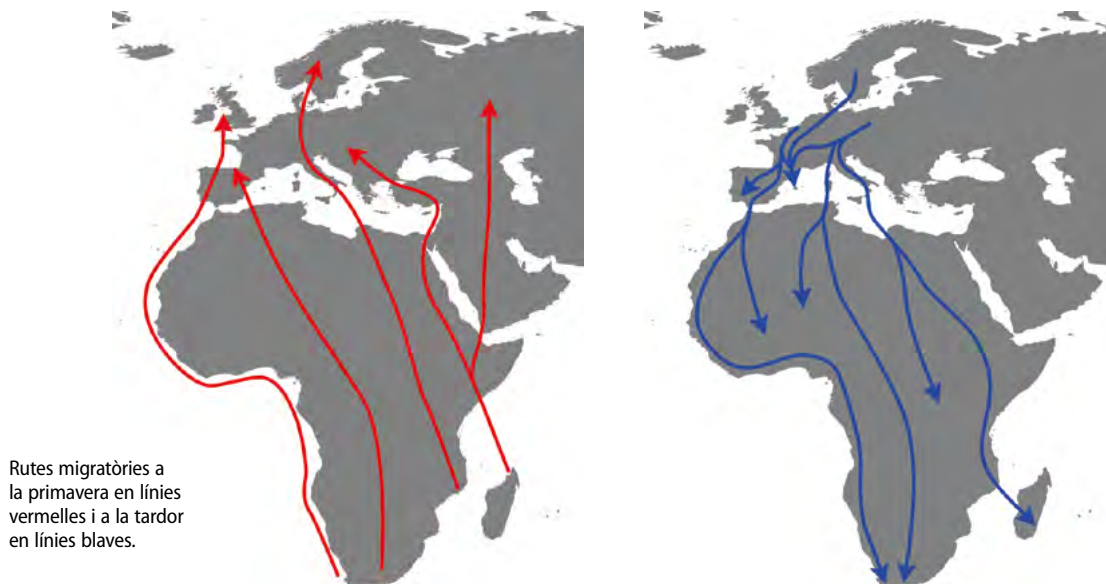 Rutes migratòries a
la primavera en línies
vermelles i a la tardor
en línies blaves.